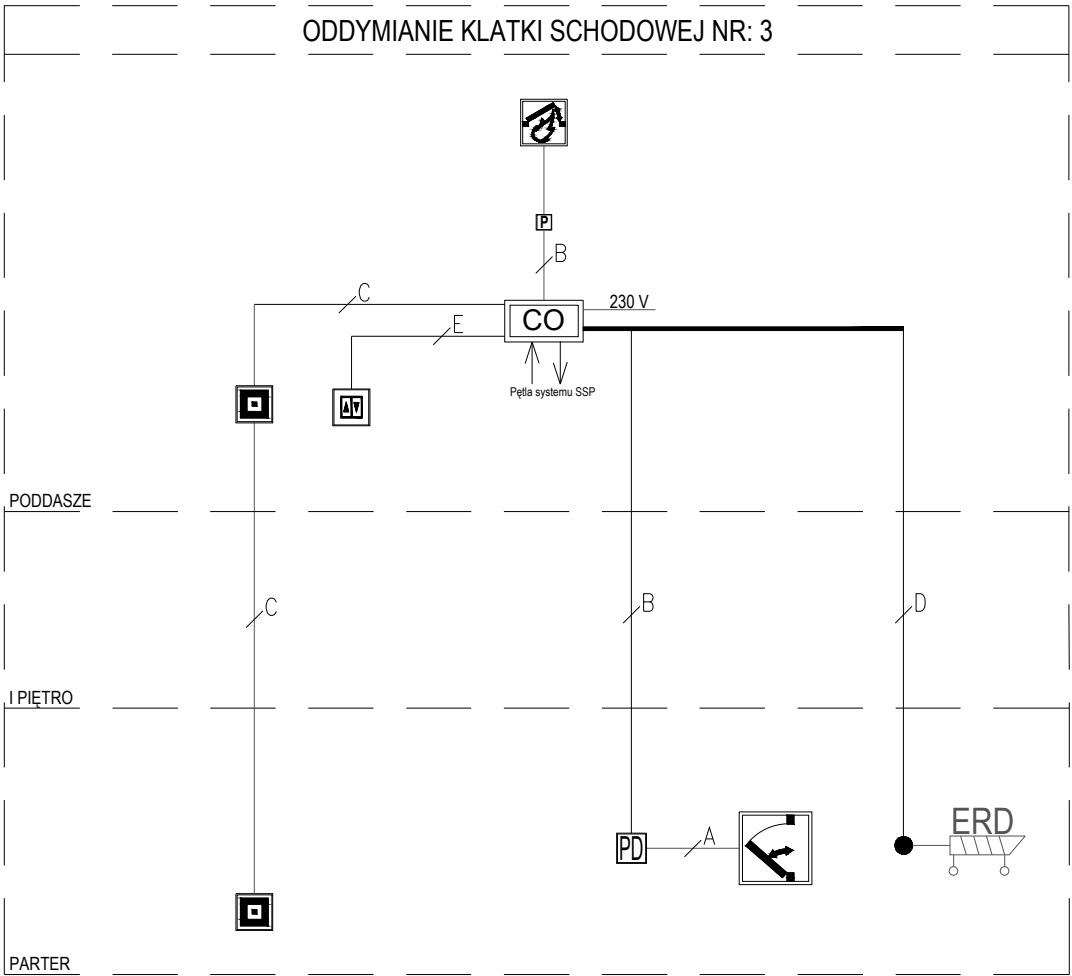 ODDYMIANIE KLATKI SCHODOWEJ NR: 3
P
B
C
230 V
CO
E
Pętla systemu SSP
PODDASZE
C
B
D
I PIĘTRO
ERD
PD
A
PARTER